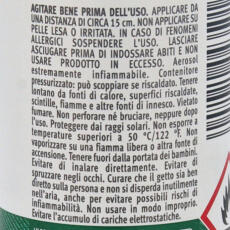 AGITARE BENE PRIMA DELL'USO. APPLICARE DA
UNA DISTANZA DI CIRCA 15 cm. NON APPLICARE SU
PELLE LESA O IRRITATA. IN CASO DI FENOMENI
ALLERGICI SOSPENDERE L'USO. LASCIARE
ASCIUGARE PRIMA DI INDOSSARE ABITI E NON
USARE PRODOTTO IN ECCESSO. Aerosol
estremamente infiammabile. Contenitore
pressurizzato: può scoppiare se riscaldato. Tenere
lontano da fonti di calore, superfici riscaldate,
scintille, fiamme e altre fonti di innesco. Vietato
fumare. Non perforare né bruciare, neppure dopo
l'uso. Proteggere dai raggi solari. Non esporre a
temperature superiori a 50 °C/122 °F. Non
vaporizzare su una fiamma libera o altra fonte di
accensione. Tenere fuori dalla portata dei bambini.
Evitare di inalare direttamente. Evitare di
spruzzare negli occhi. Curare che il getto sia ben
diretto sulla persona e non si disperda inutilmente
nell'aria, anche per evitare possibili rischi di
infiammabilità. Non usare in modo improprio.
Evitare l'accumulo di cariche elettrostatiche.